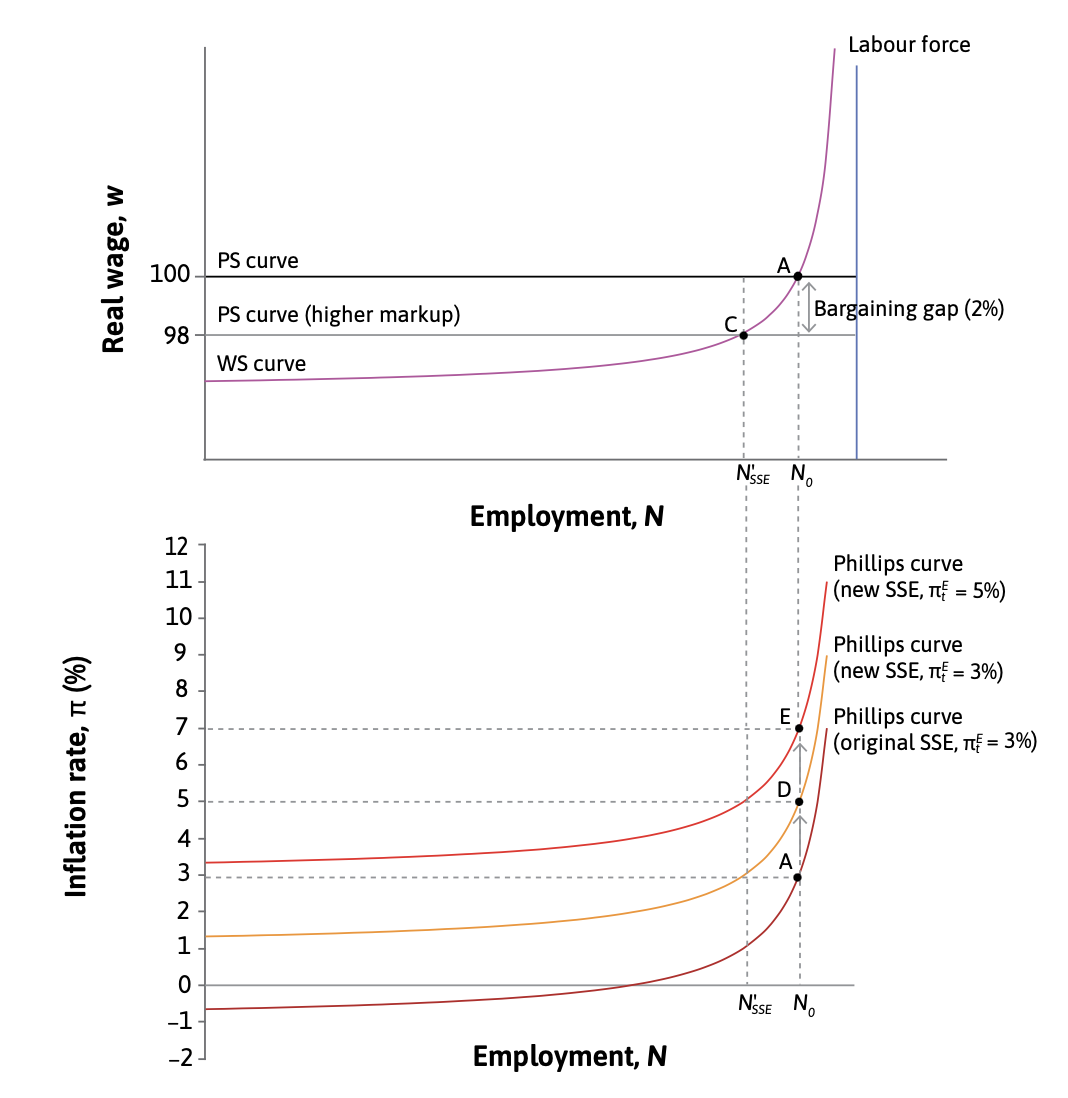 Labour force
Real wage, w
PS curve
A
100
PS curve (higher markup)
Bargaining gap (2%)
C
98
WS curve
N'SSE
N0
Employment, N
Inflation rate, π (%)
12
11
10
9
8
7
6
5
4
3
2
1
0
–1
–2
Phillips curve
(new SSE, πᴱₜ = 5%)
Phillips curve
(new SSE, πᴱₜ = 3%)
Phillips curve
(original SSE, πᴱₜ = 3%)
E
D
A
N'SSE
N0
Employment, N